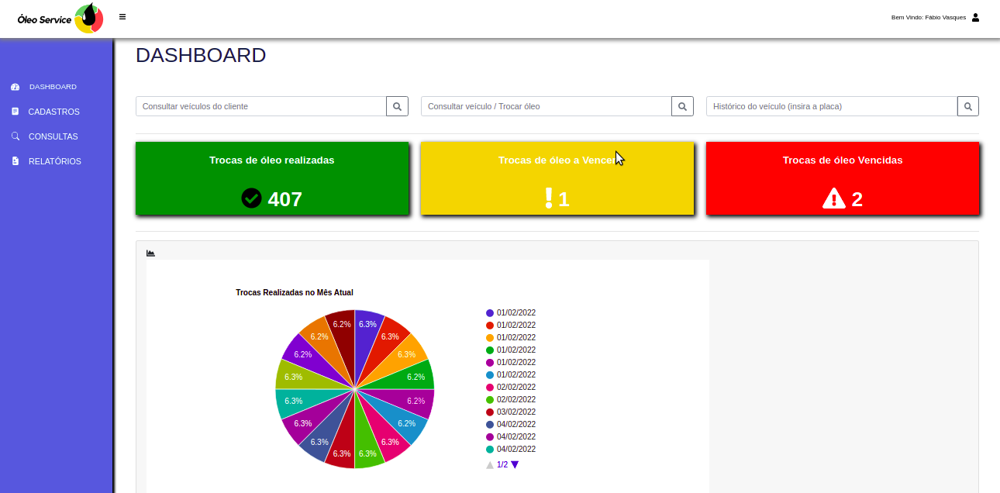 Óleo Service
Bem Vindo: Fábio Vasques
DASHBOARD
CADASTROS
CONSULTAS
RELATÓRIOS
DASHBOARD
Consultar veículos do cliente
Consultar veículo / Trocar óleo
Histórico do veículo (insira a placa)
Trocas de óleo realizadas
407
Trocas de óleo a Vencer
1
Trocas de óleo Vencidas
2
Trocas Realizadas no Mês Atual
6.2%
6.3%
6.2%
6.3%
6.2%
6.3%
6.3%
6.2%
6.3%
6.2%
6.3%
6.2%
6.3%
6.3%
6.3%
6.3%
01/02/2022
01/02/2022
01/02/2022
01/02/2022
01/02/2022
01/02/2022
02/02/2022
02/02/2022
03/02/2022
04/02/2022
04/02/2022
04/02/2022
1/2